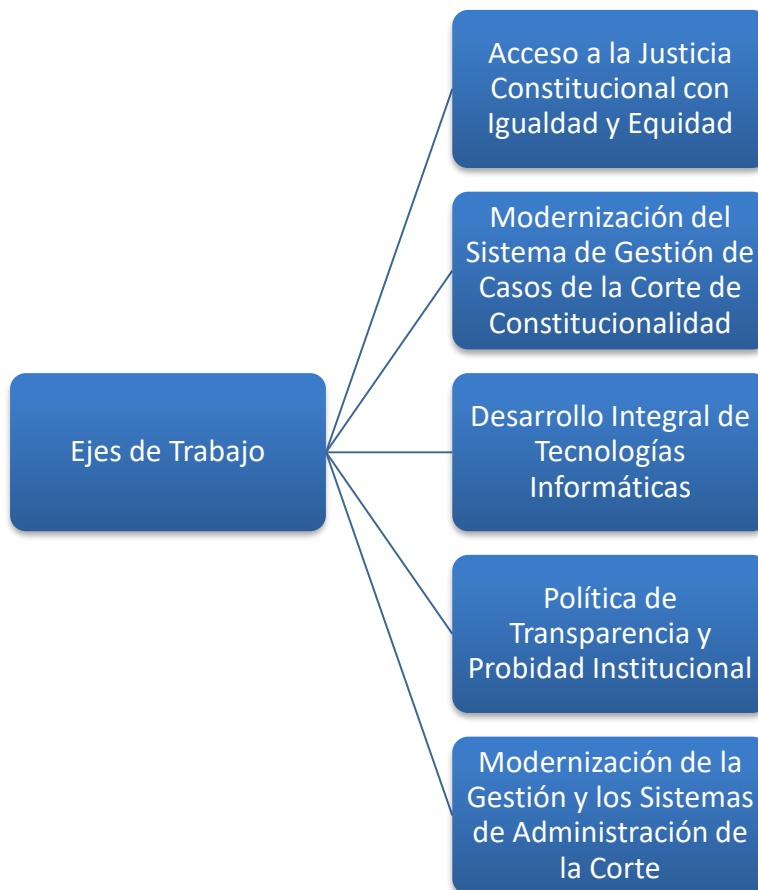 Ejes de Trabajo
Acceso a la Justicia
Constitucional con
Igualdad y Equidad
Modernización del
Sistema de Gestión de
Casos de la Corte de
Constitucionalidad
Desarrollo Integral de
Tecnologías
Informáticas
Política de
Transparencia y
Probidad Institucional
Modernización de la
Gestión y los Sistemas
de Administración de
la Corte